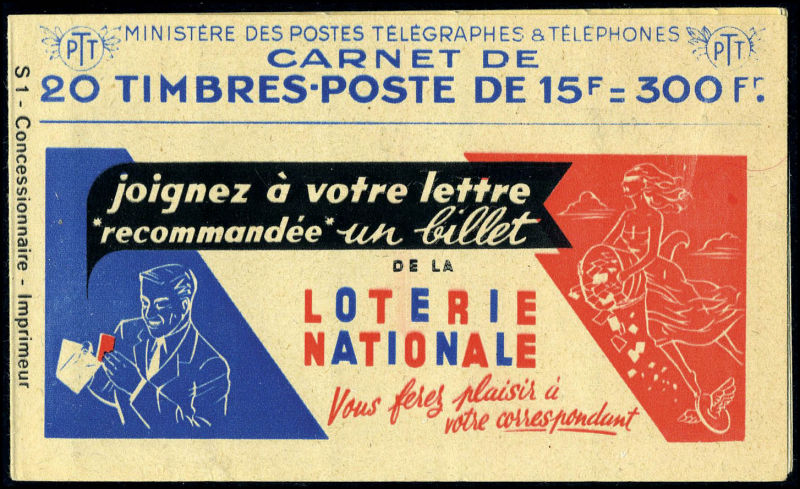 PTT MINISTÈRE DES POSTES TÉLÉGRAPHES & TÉLÉPHONES PTT
CARNET DE
20 TIMBRES-POSTE DE 15F = 300 Fr.
S 1 - Concessionnaire - Imprimeur
joignez à votre lettre
"recommandée" un billet
DE LA
LOTERIE
NATIONALE
Vous ferez plaisir à
votre correspondant